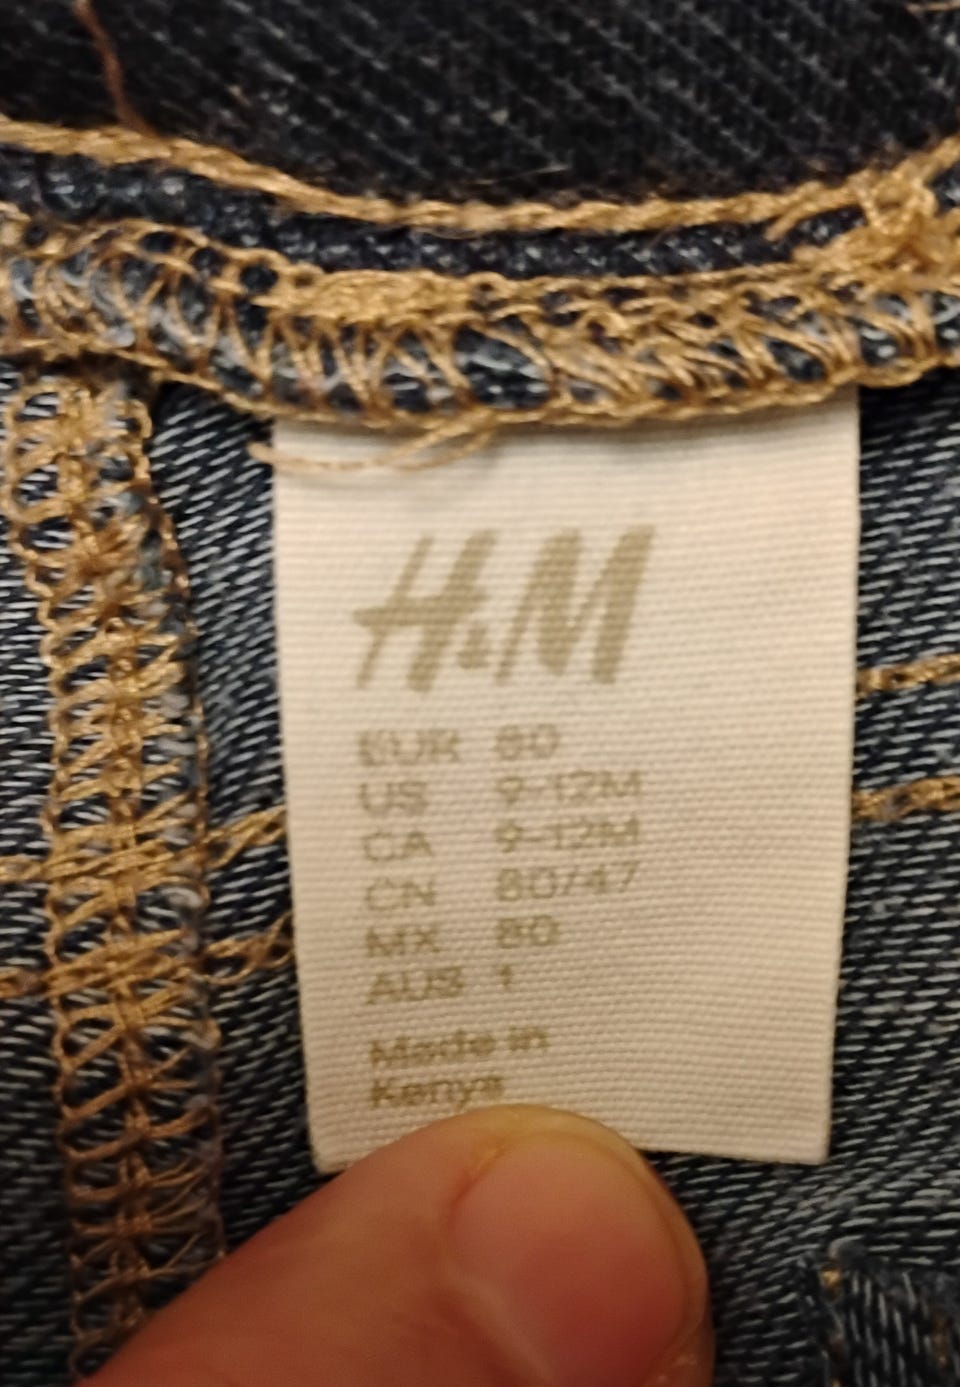 H&M
EUR 80
US 9-12M
CA 9-12M
CN 80/47
MX 80
AUS 1
Made in
Kenya